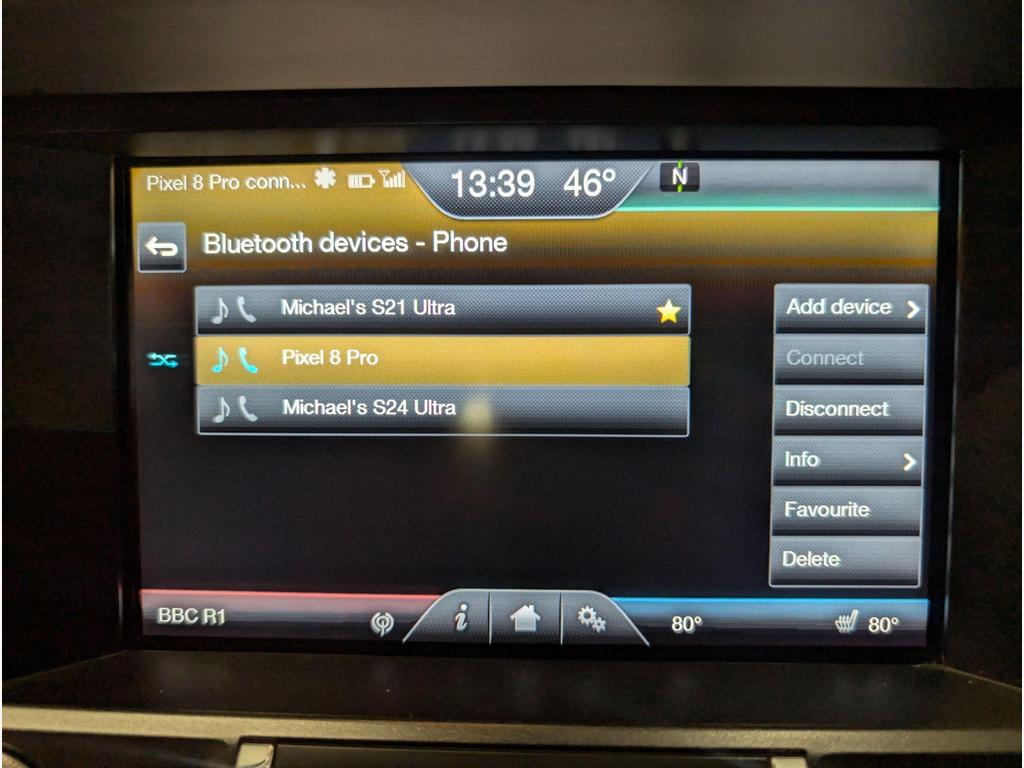 Pixel 8 Pro conn...
13:39 46°
N
Bluetooth devices - Phone
Michael's S21 Ultra
Pixel 8 Pro
Michael's S24 Ultra
Add device
Connect
Disconnect
Info
Favourite
Delete
BBC R1
i
80°
80°